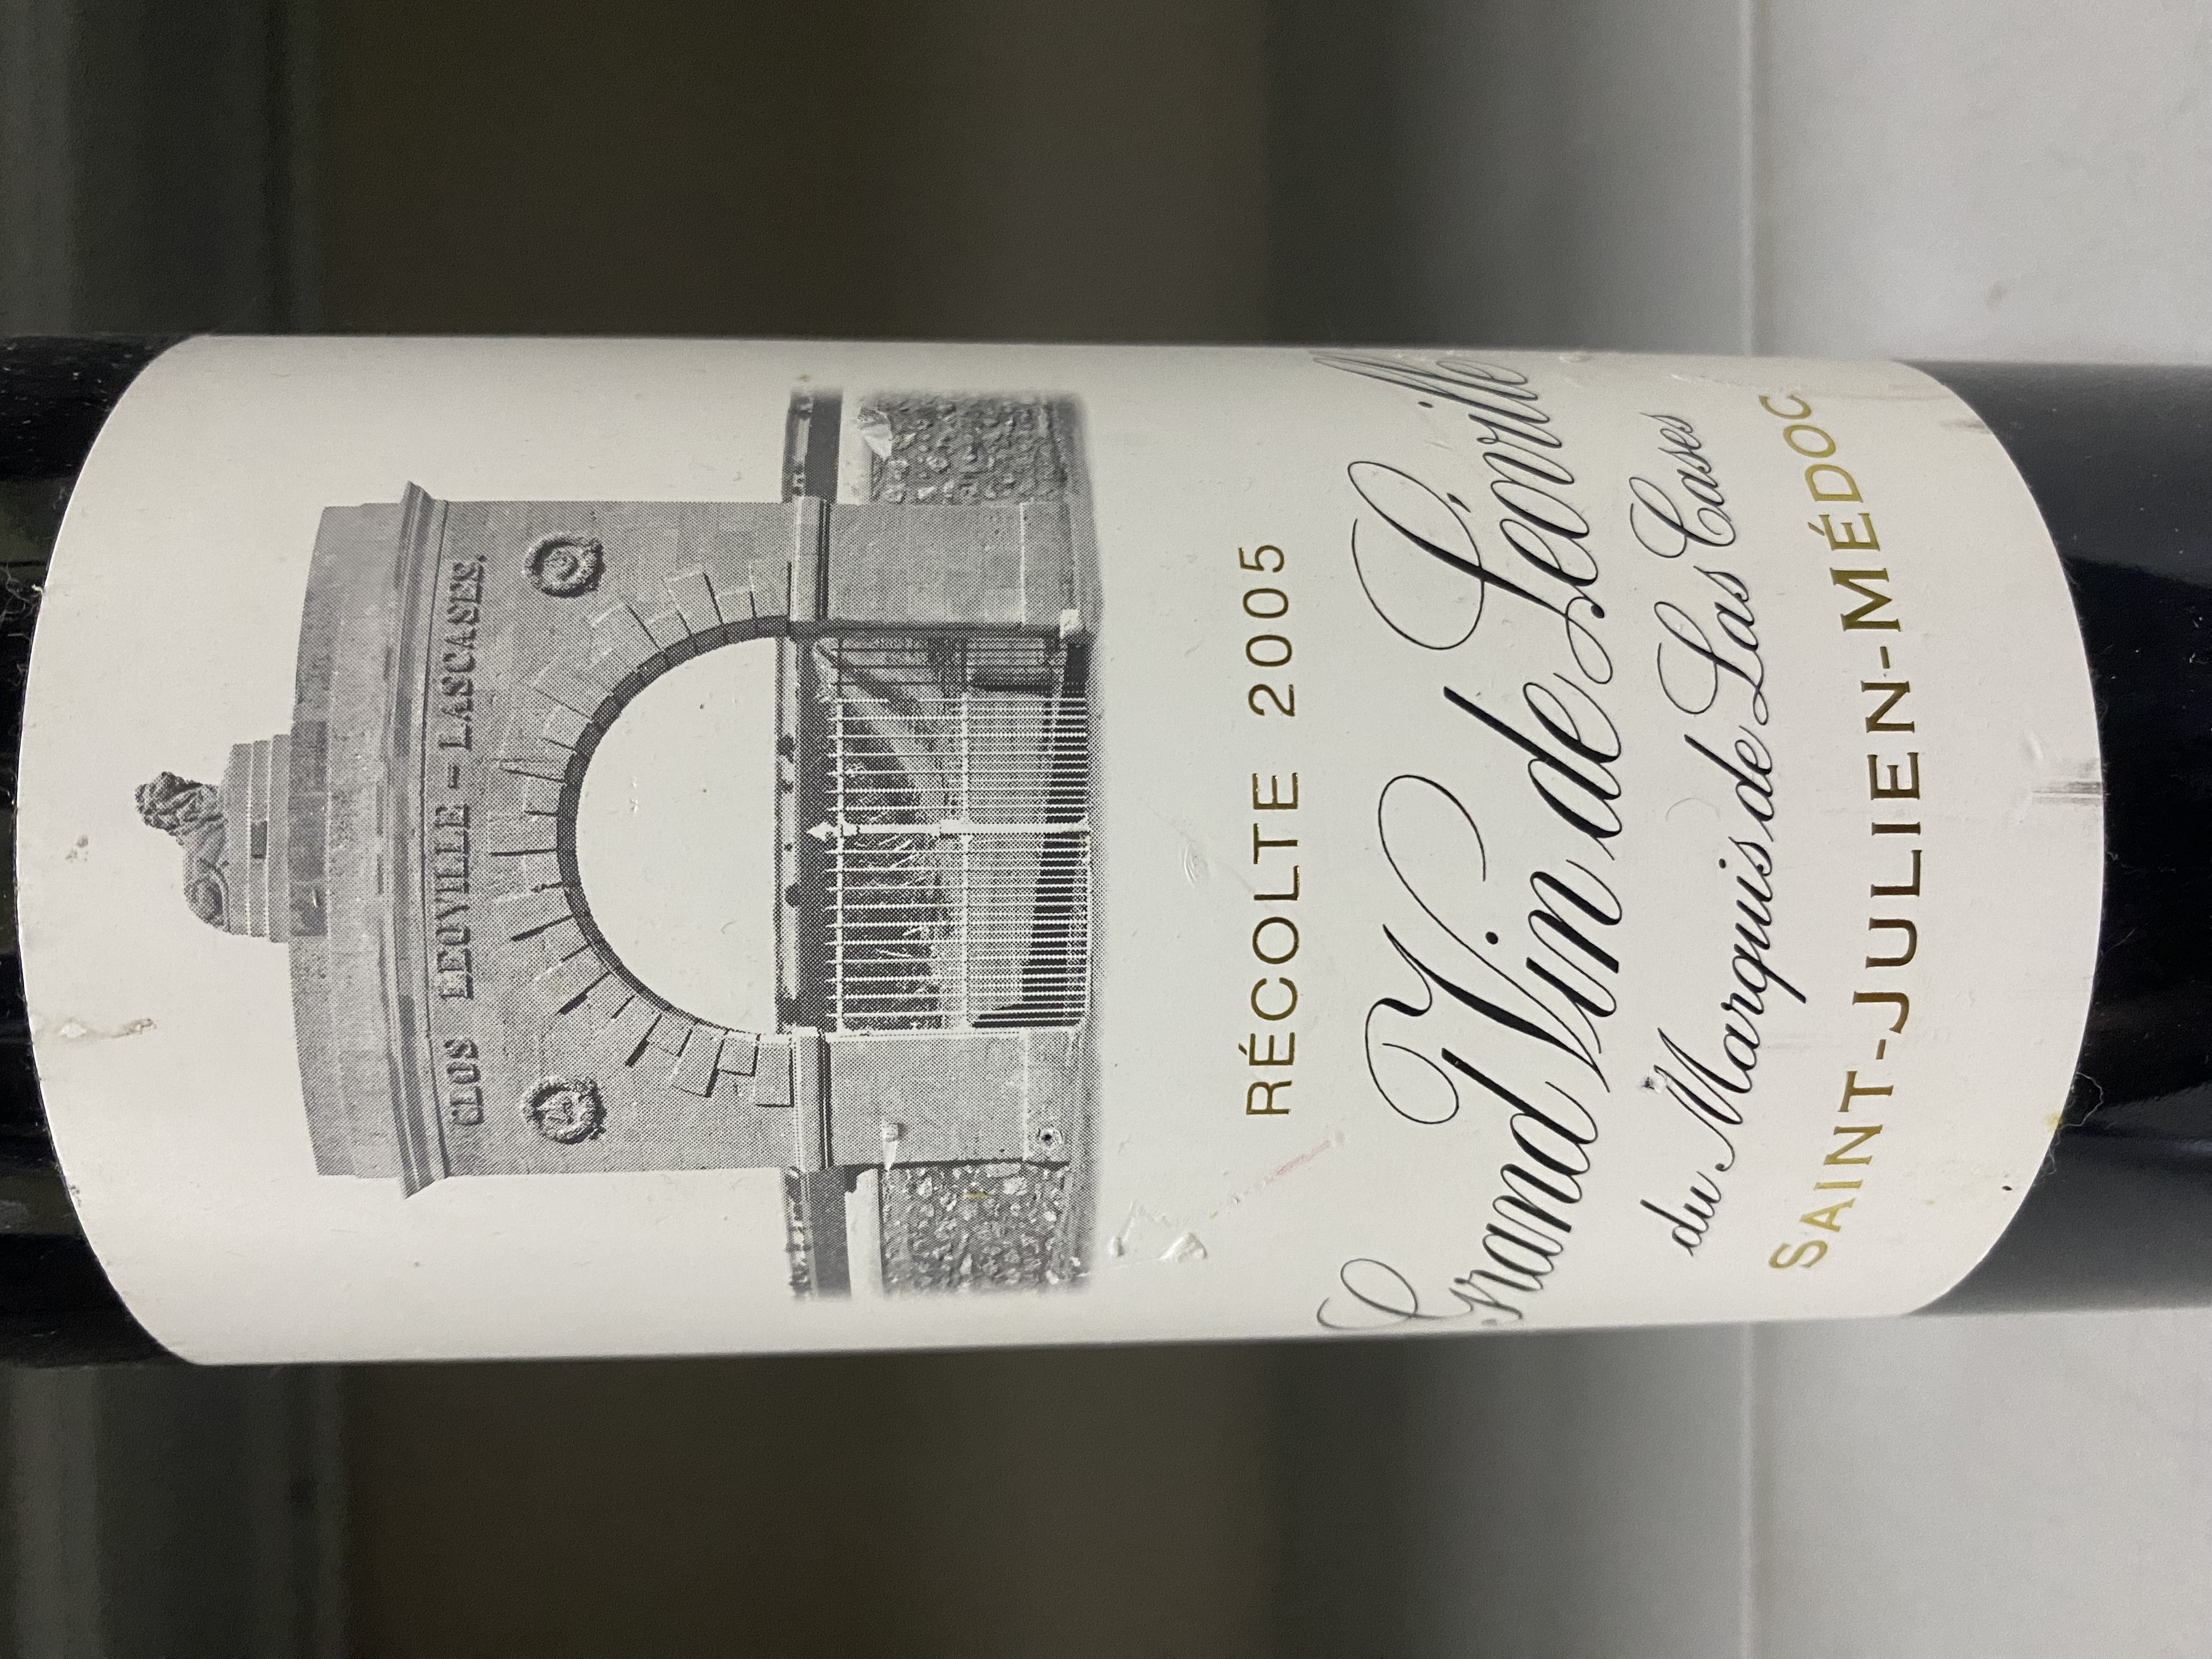 CLOS LEOVILLE - LASCASES.
RÉCOLTE 2005
Grand Vin de Léoville
du Marquis de Las Cases
SAINT-JULIEN-MÉDOC